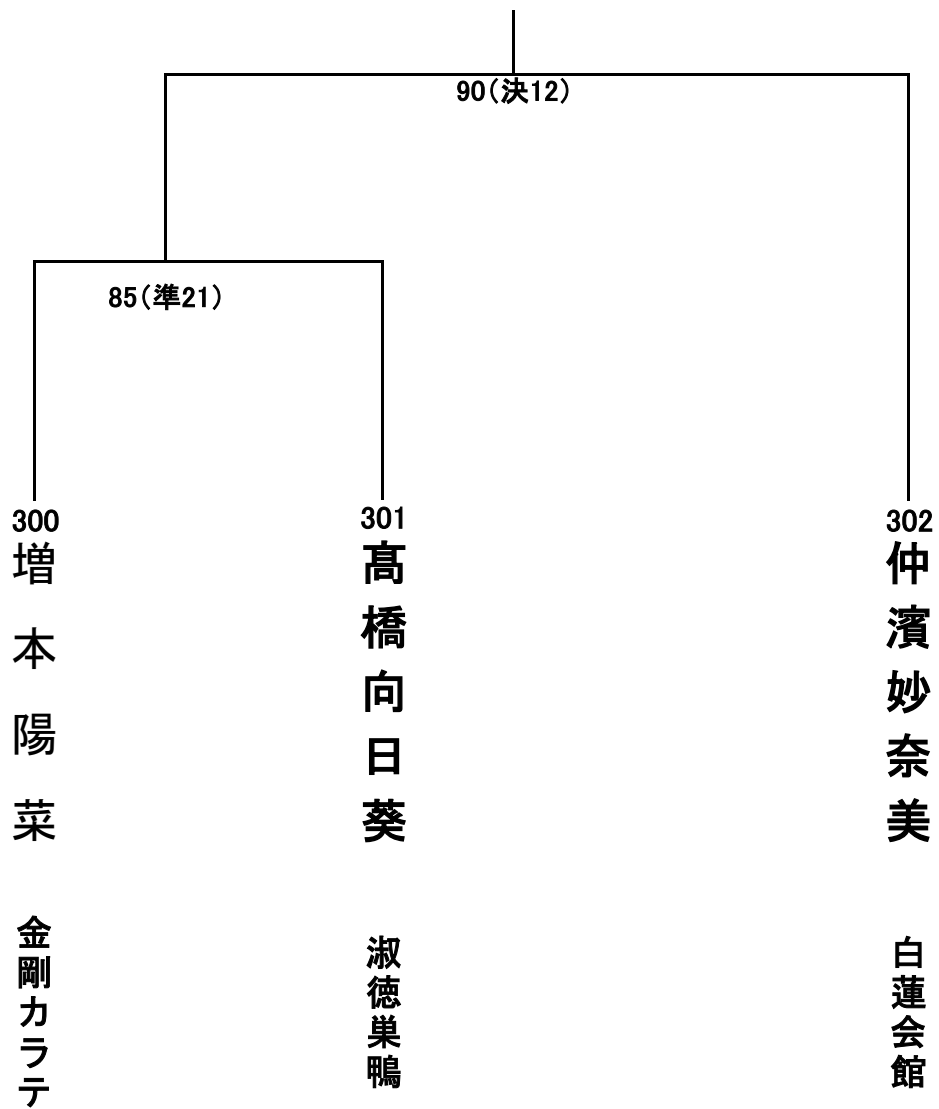 90(決12)
85(準21)
300
増本陽菜
金剛カラテ
301
髙橋向日葵
淑徳巣鴨
302
仲濱妙奈美
白蓮会館